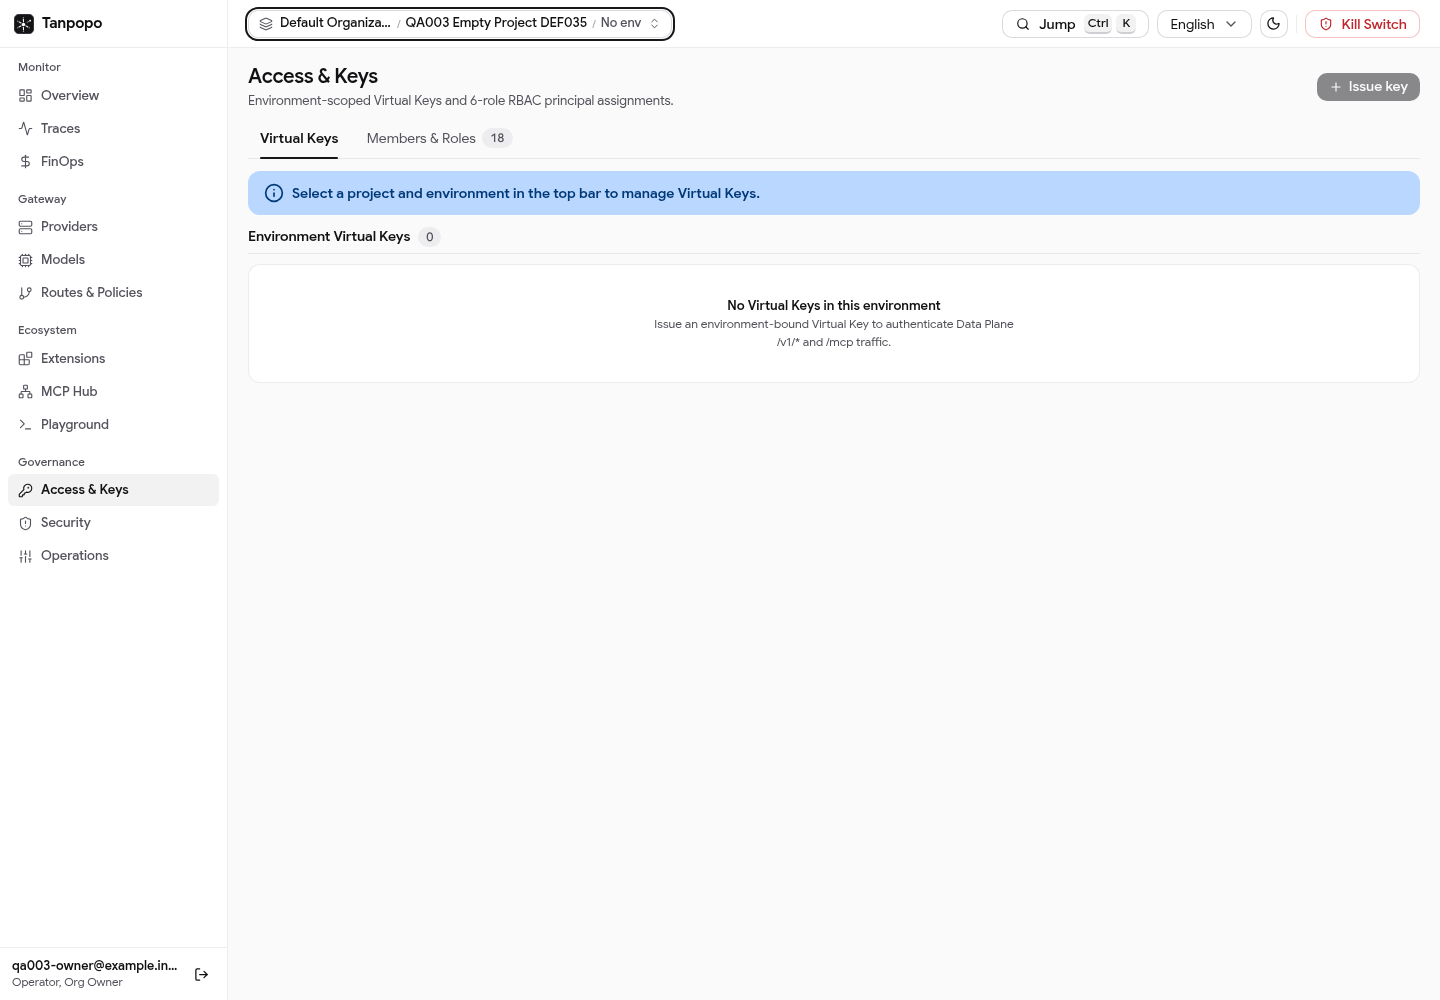 Tanpopo
Default Organiza... / QA003 Empty Project DEF035 / No env
Jump Ctrl K
English
Kill Switch
Monitor
Overview
Traces
FinOps
Gateway
Providers
Models
Routes & Policies
Ecosystem
Extensions
MCP Hub
Playground
Governance
Access & Keys
Security
Operations
qa003-owner@example.in...
Operator, Org Owner
Access & Keys
Environment-scoped Virtual Keys and 6-role RBAC principal assignments.
Issue key
Virtual Keys
Members & Roles 18
Select a project and environment in the top bar to manage Virtual Keys.
Environment Virtual Keys 0
No Virtual Keys in this environment
Issue an environment-bound Virtual Key to authenticate Data Plane
/v1/* and /mcp traffic.